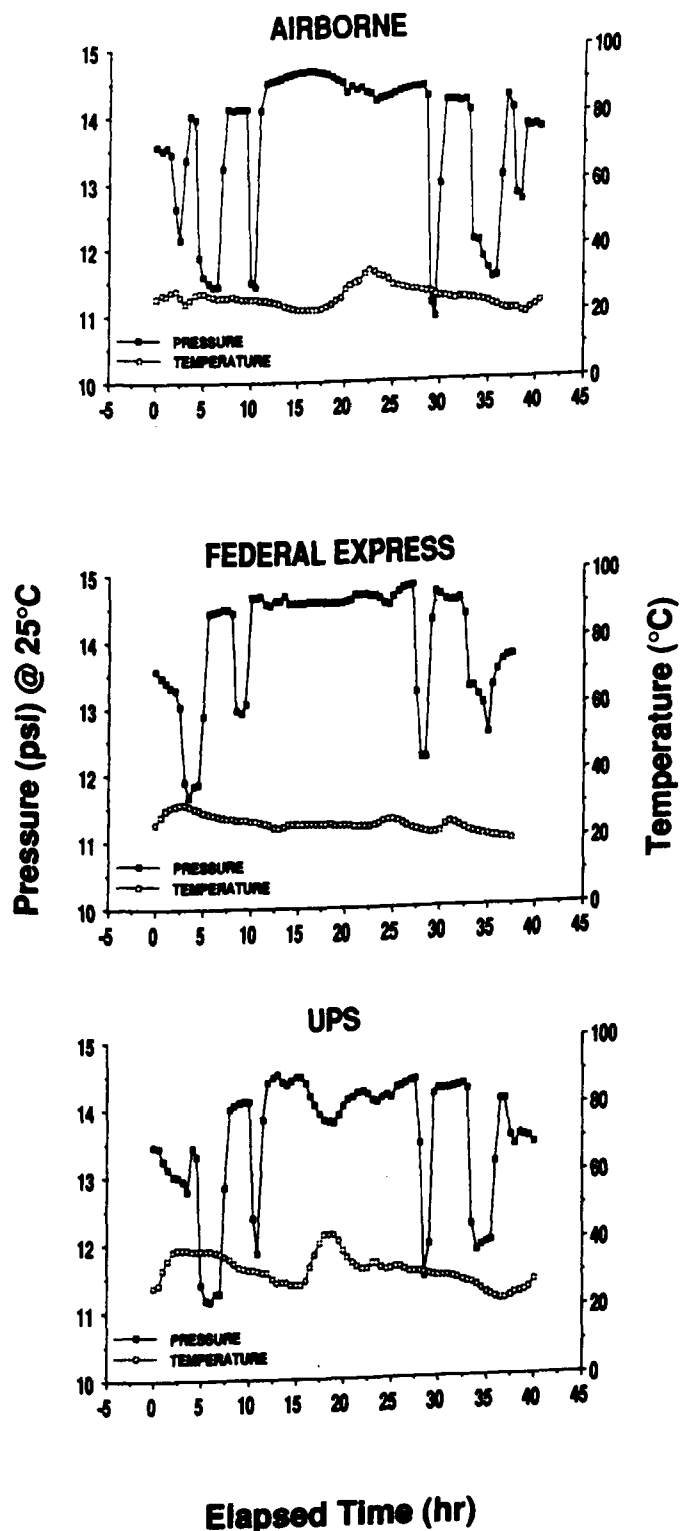 AIRBORNE
15
14
13
12
11
10
100
80
60
40
20
0
PRESSURE
TEMPERATURE
-5 0 5 10 15 20 25 30 35 40 45
FEDERAL EXPRESS
15
14
13
12
11
10
100
80
60
40
20
0
PRESSURE
TEMPERATURE
-5 0 5 10 15 20 25 30 35 40 45
Pressure (psi) @ 25°C
Temperature (°C)
UPS
15
14
13
12
11
10
100
80
60
40
20
0
PRESSURE
TEMPERATURE
-5 0 5 10 15 20 25 30 35 40 45
Elapsed Time (hr)